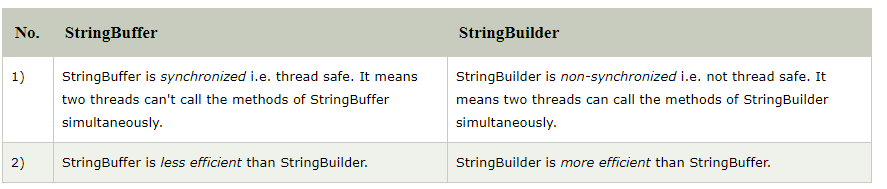 No. StringBuffer StringBuilder
1) StringBuffer is synchronized i.e. thread safe. It means
two threads can't call the methods of StringBuffer
simultaneously.
StringBuilder is non-synchronized i.e. not thread safe. It
means two threads can call the methods of StringBuilder
simultaneously.
2) StringBuffer is less efficient than StringBuilder.
StringBuilder is more efficient than StringBuffer.